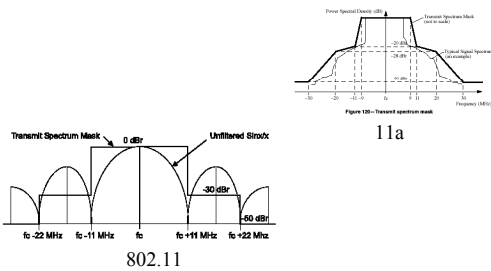 Power Spectral Density (dB)
Transmit Spectrum Mask
(not to scale)
Typical Signal Spectrum
(an example)
−20 dBr
−28 dBr
−40 dBr
−30 −20 −11 −9 fc 9 11 20 30
Frequency (MHz)
Figure 120—Transmit spectrum mask
11a
Transmit Spectrum Mask
0 dBr
Unfiltered Sinx/x
-30 dBr
-50 dBr
fc -22 MHz fc -11 MHz fc fc +11 MHz fc +22 Mhz
802.11